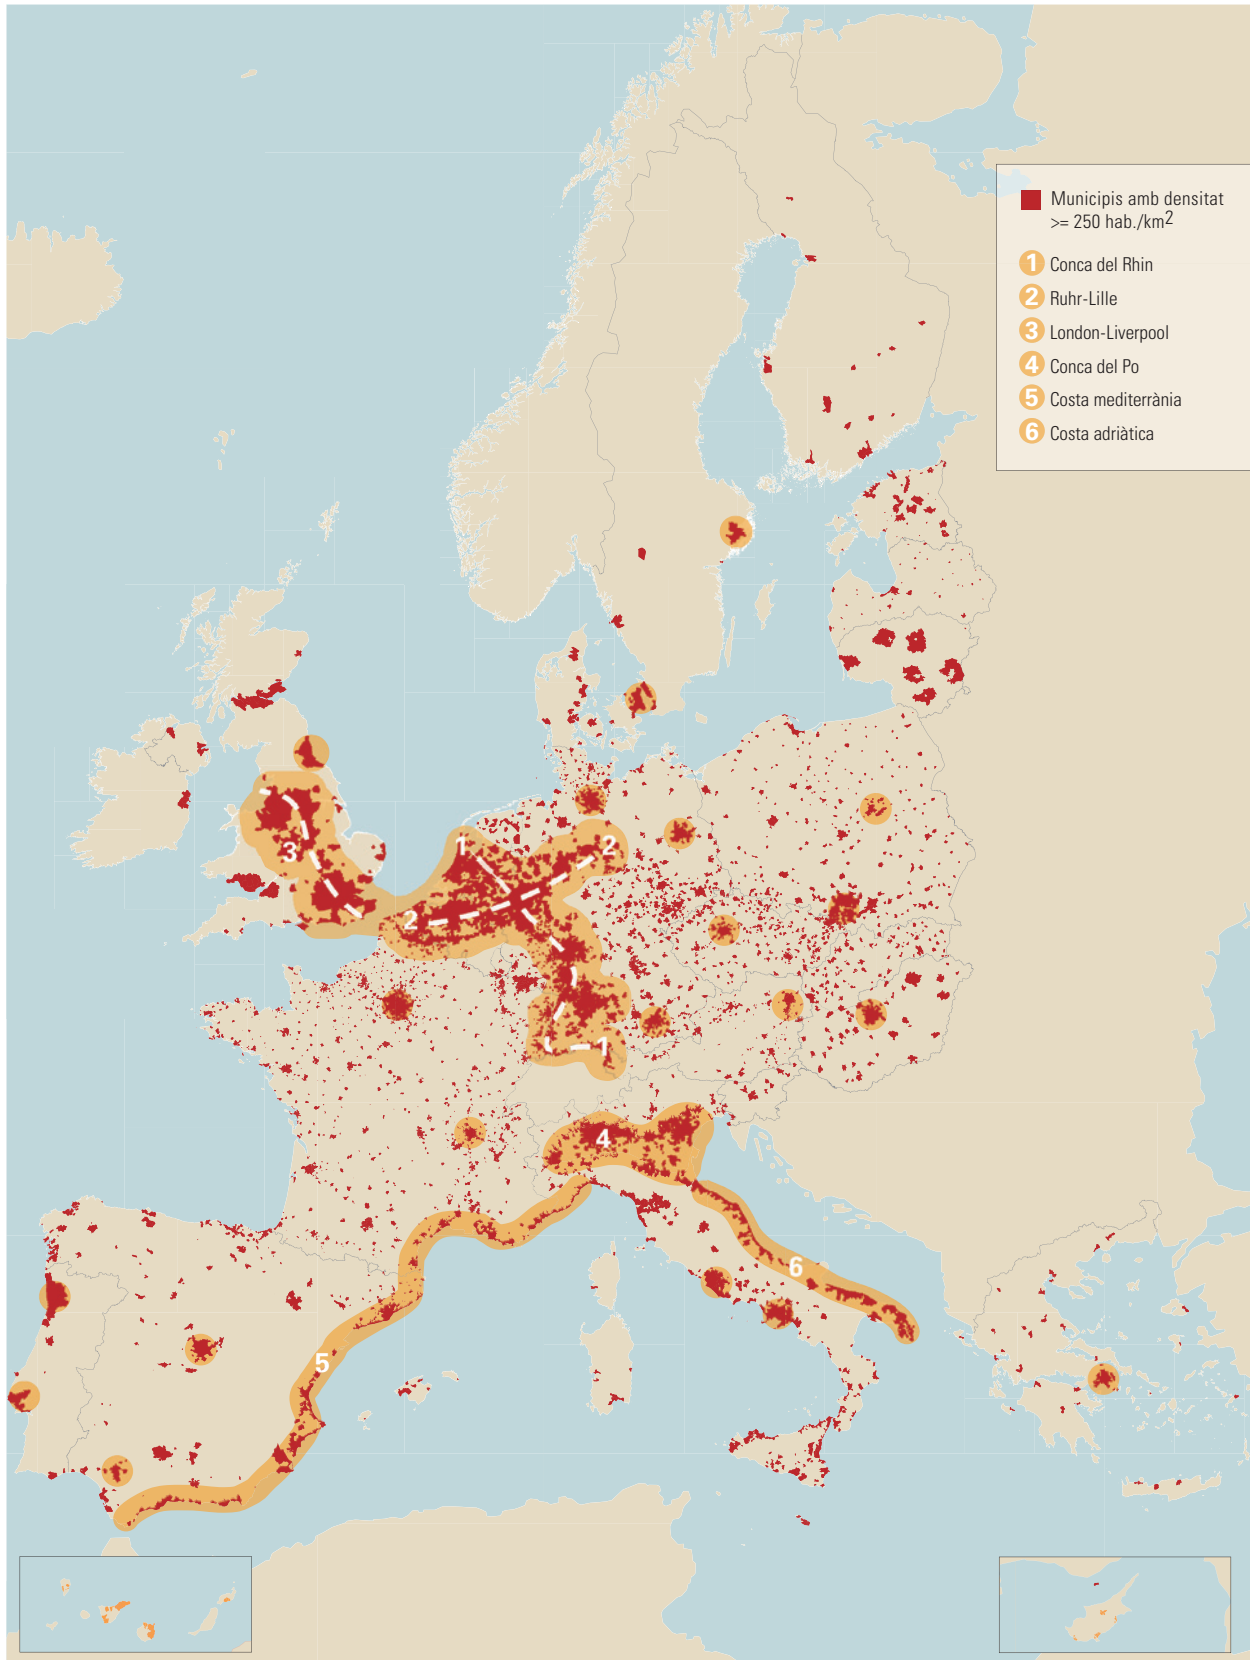 Municipis amb densitat
>= 250 hab./km2
1 Conca del Rhin
2 Ruhr-Lille
3 London-Liverpool
4 Conca del Po
5 Costa mediterrània
6 Costa adriàtica
1
2
3
2
1
4
6
5